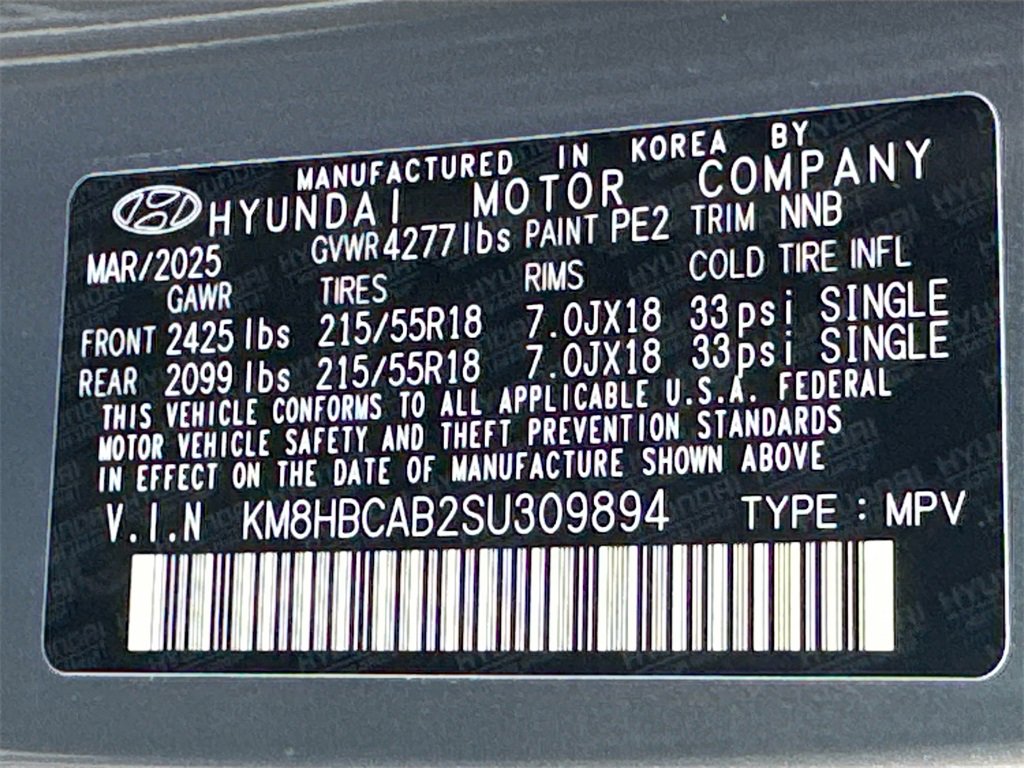 MANUFACTURED IN KOREA BY
HYUNDAI MOTOR COMPANY
MAR/2025 GVWR 4277 lbs PAINT PE2 TRIM NNB
GAWR TIRES RIMS COLD TIRE INFL
FRONT 2425 lbs 215/55R18 7.0JX18 33psi SINGLE
REAR 2099 lbs 215/55R18 7.0JX18 33psi SINGLE
THIS VEHICLE CONFORMS TO ALL APPLICABLE U.S.A. FEDERAL
MOTOR VEHICLE SAFETY AND THEFT PREVENTION STANDARDS
IN EFFECT ON THE DATE OF MANUFACTURE SHOWN ABOVE
V.I.N KM8HBCAB2SU309894 TYPE : MPV